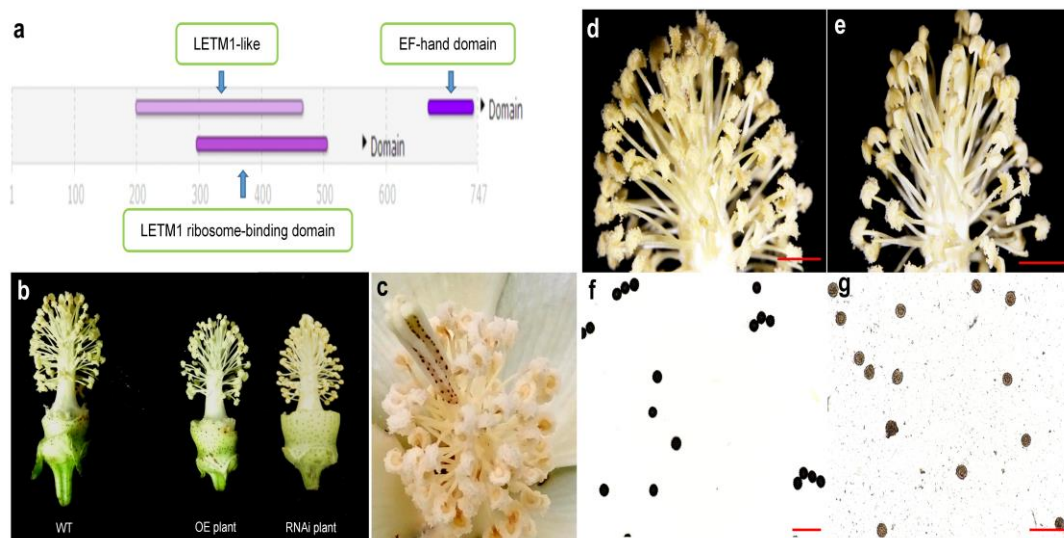 a
LETM1-like
EF-hand domain
Domain
Domain
1 100 200 300 400 500 600 747
LETM1 ribosome-binding domain
b
WT
OE plant
RNAi plant
c
d
e
f
g